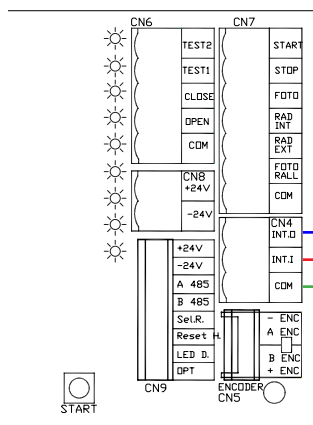 CN6
TEST2
TEST1
CLOSE
OPEN
COM
CN8
+24V
-24V
+24V
-24V
A 485
B 485
Sel.R.
Reset H.
LED D.
OPT
CN9
CN7
START
STOP
FOTO
RAD
INT
RAD
EXT
FOTO
RALL
COM
CN4
INT.O
INT.I
COM
- ENC
A ENC
B ENC
+ ENC
ENCODER
CN5
START